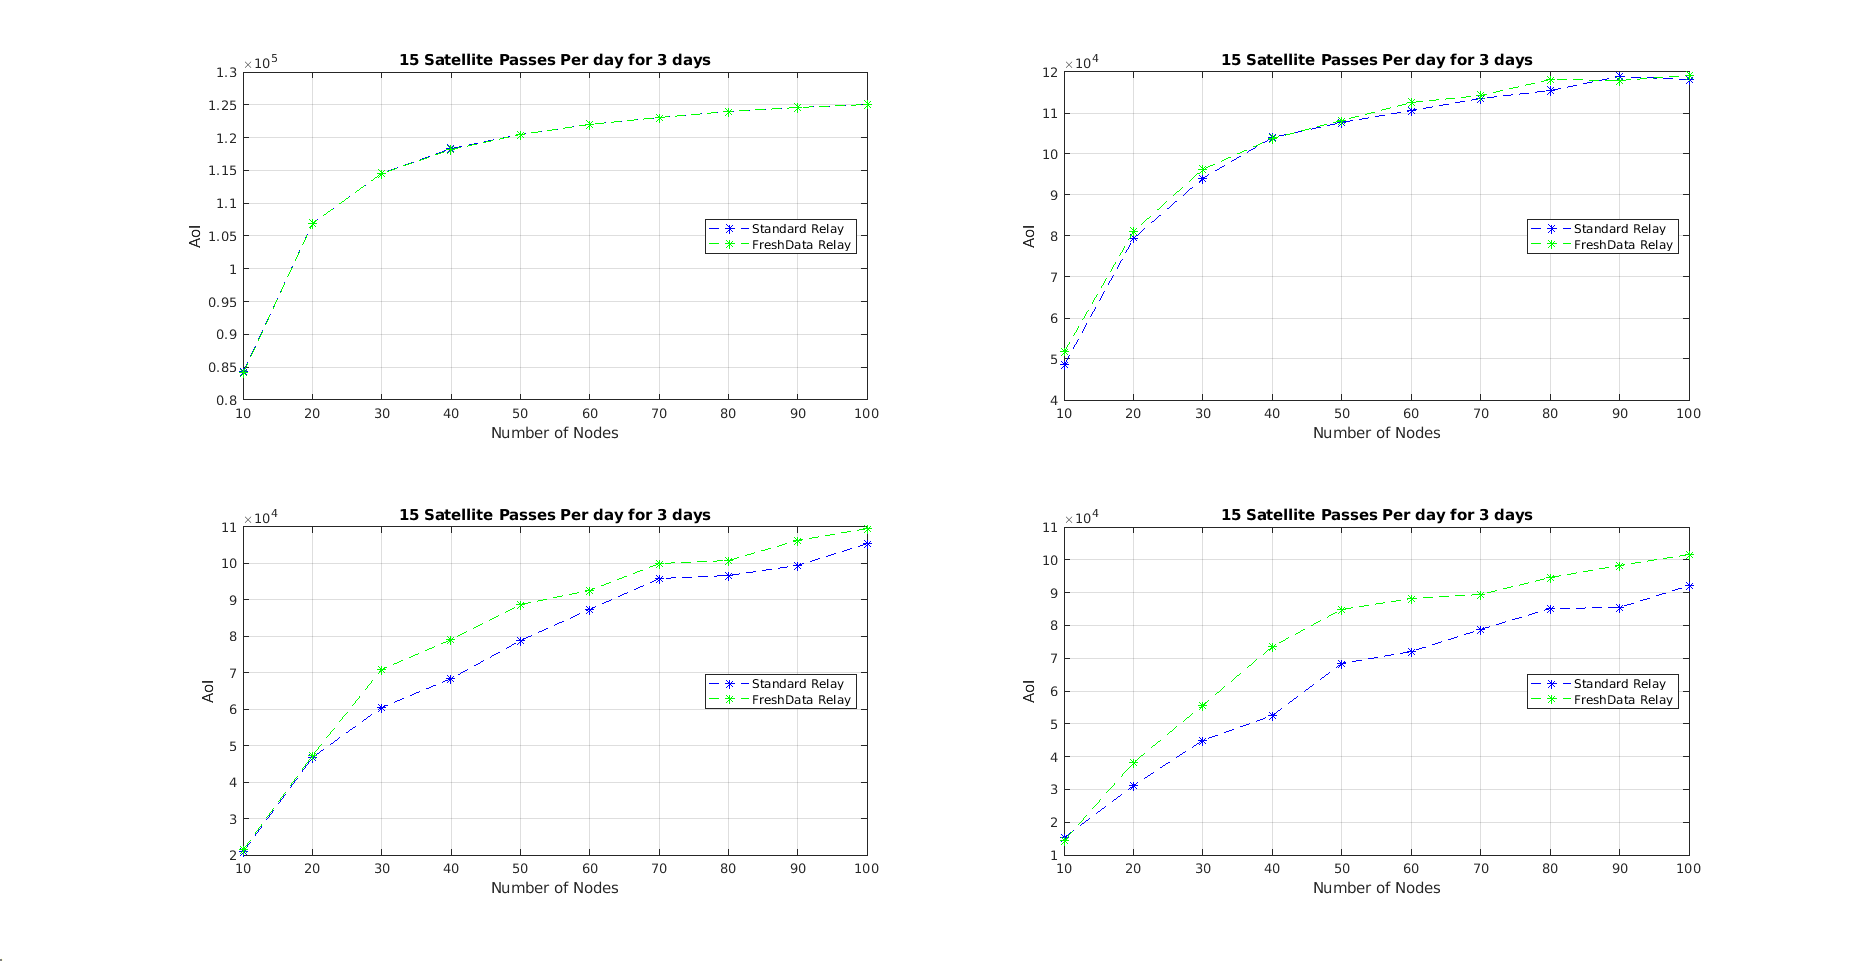 15 Satellite Passes Per day for 3 days
×10^5
1.3
1.25
1.2
1.15
1.1
1.05
1
0.95
0.9
0.85
0.8
AoI
10 20 30 40 50 60 70 80 90 100
Number of Nodes
Standard Relay
FreshData Relay
15 Satellite Passes Per day for 3 days
×10^4
12
11
10
9
8
7
6
5
4
AoI
10 20 30 40 50 60 70 80 90 100
Number of Nodes
Standard Relay
FreshData Relay
15 Satellite Passes Per day for 3 days
×10^4
11
10
9
8
7
6
5
4
3
2
AoI
10 20 30 40 50 60 70 80 90 100
Number of Nodes
Standard Relay
FreshData Relay
15 Satellite Passes Per day for 3 days
×10^4
11
10
9
8
7
6
5
4
3
2
1
AoI
10 20 30 40 50 60 70 80 90 100
Number of Nodes
Standard Relay
FreshData Relay